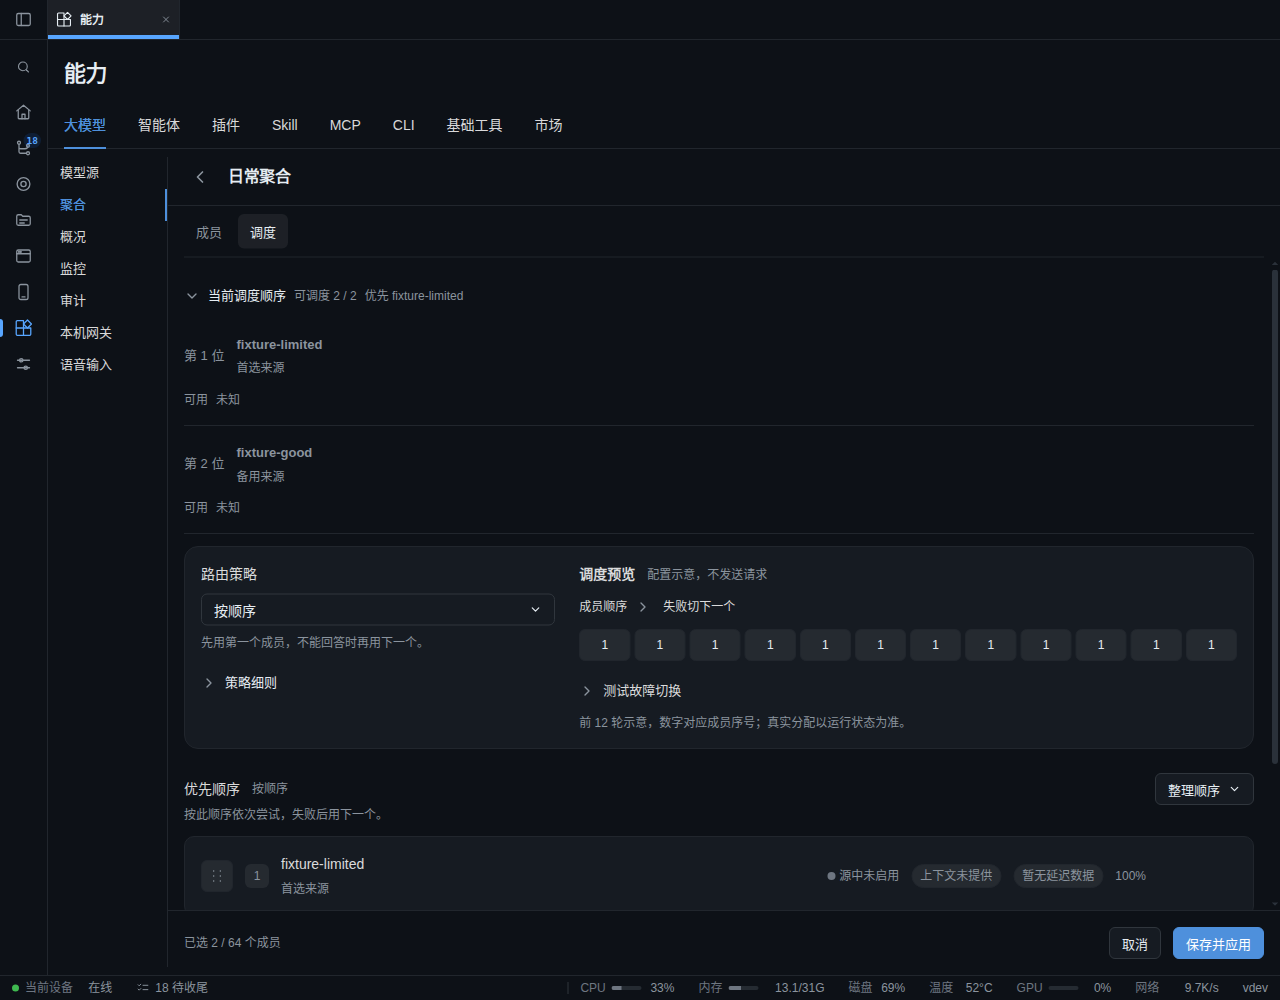 能力 ×
能力
大模型 智能体 插件 Skill MCP CLI 基础工具 市场
18
模型源
聚合
概况
监控
审计
本机网关
语音输入
日常聚合
成员 调度
当前调度顺序 可调度 2 / 2 优先 fixture-limited
第 1 位
fixture-limited
首选来源
可用 未知
第 2 位
fixture-good
备用来源
可用 未知
路由策略
按顺序
先用第一个成员，不能回答时再用下一个。
策略细则
调度预览 配置示意，不发送请求
成员顺序 失败切下一个
1 1 1 1 1 1 1 1 1 1 1 1
测试故障切换
前 12 轮示意，数字对应成员序号；真实分配以运行状态为准。
优先顺序 按顺序
整理顺序
按此顺序依次尝试，失败后用下一个。
1
fixture-limited
首选来源
源中未启用 上下文未提供 暂无延迟数据 100%
已选 2 / 64 个成员
取消 保存并应用
当前设备 在线 18 待收尾 CPU 33% 内存 13.1/31G 磁盘 69% 温度 52°C GPU 0% 网络 9.7K/s vdev